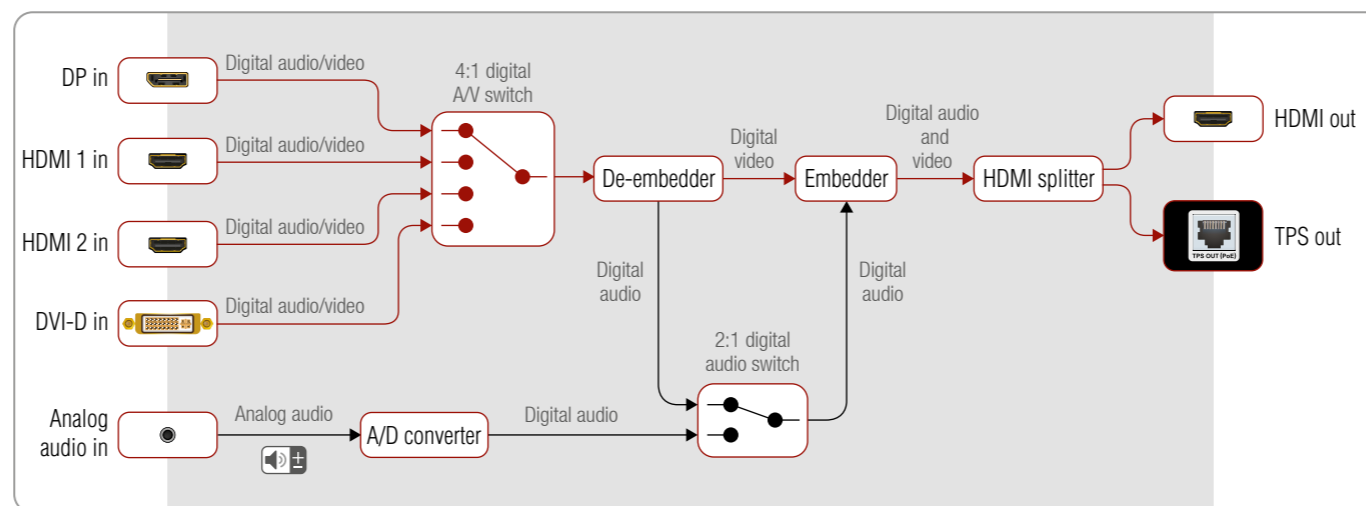 DP in
Digital audio/video
4:1 digital
A/V switch
HDMI 1 in
Digital audio/video
HDMI 2 in
Digital audio/video
DVI-D in
Digital audio/video
De-embedder
Digital
video
Embedder
Digital audio
and
video
HDMI splitter
HDMI out
TPS OUT (PoE)
TPS out
Digital
audio
Digital
audio
2:1 digital
audio switch
Analog
audio in
Analog audio
A/D converter
Digital audio